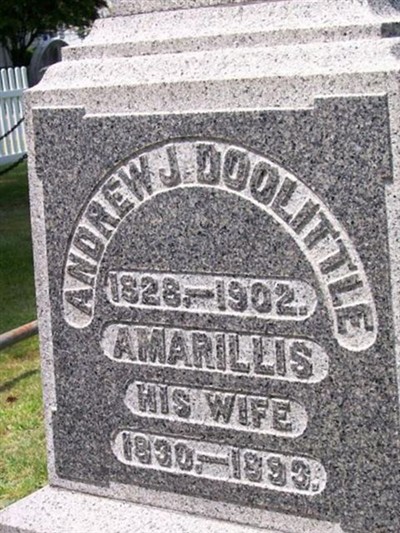 ANDREW J. DOOLITTLE
1828.—1902.
AMARILLIS
HIS WIFE
1830.—1893.